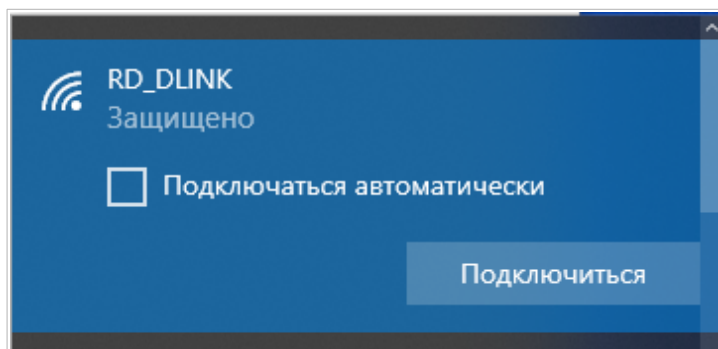 RD_DLINK
Защищено
Подключаться автоматически
Подключиться